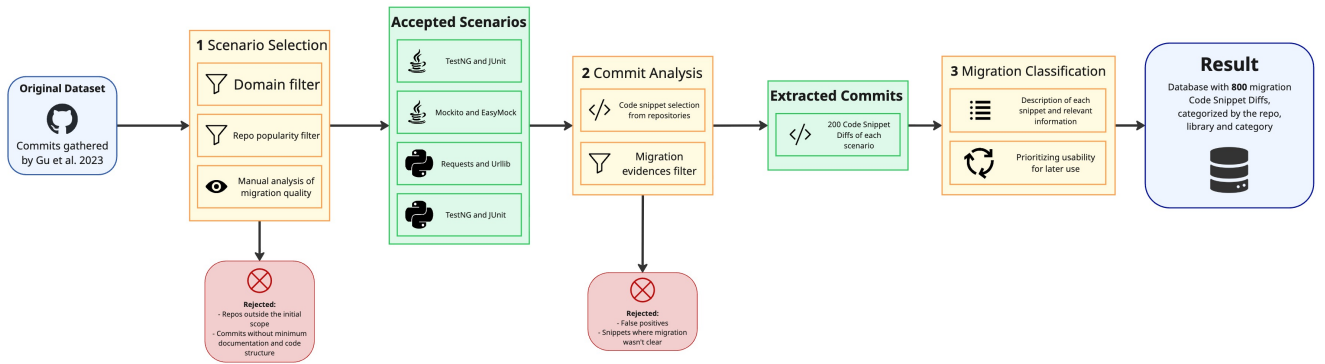 Original Dataset
Commits gathered
by Gu et al. 2023
1 Scenario Selection
Domain filter
Repo popularity filter
Manual analysis of
migration quality
Rejected:
- Repos outside the initial
scope
- Commits without minimum
documentation and code
structure
Accepted Scenarios
TestNG and JUnit
Mockito and EasyMock
Requests and Urllib
TestNG and JUnit
2 Commit Analysis
Code snippet selection
from repositories
Migration
evidences filter
Rejected:
- False positives
- Snippets where migration
wasn't clear
Extracted Commits
200 Code Snippet
Diffs of each
scenario
3 Migration Classification
Description of each
snippet and relevant
information
Prioritizing usability
for later use
Result
Database with 800 migration
Code Snippet Diffs,
categorized by the repo,
library and category